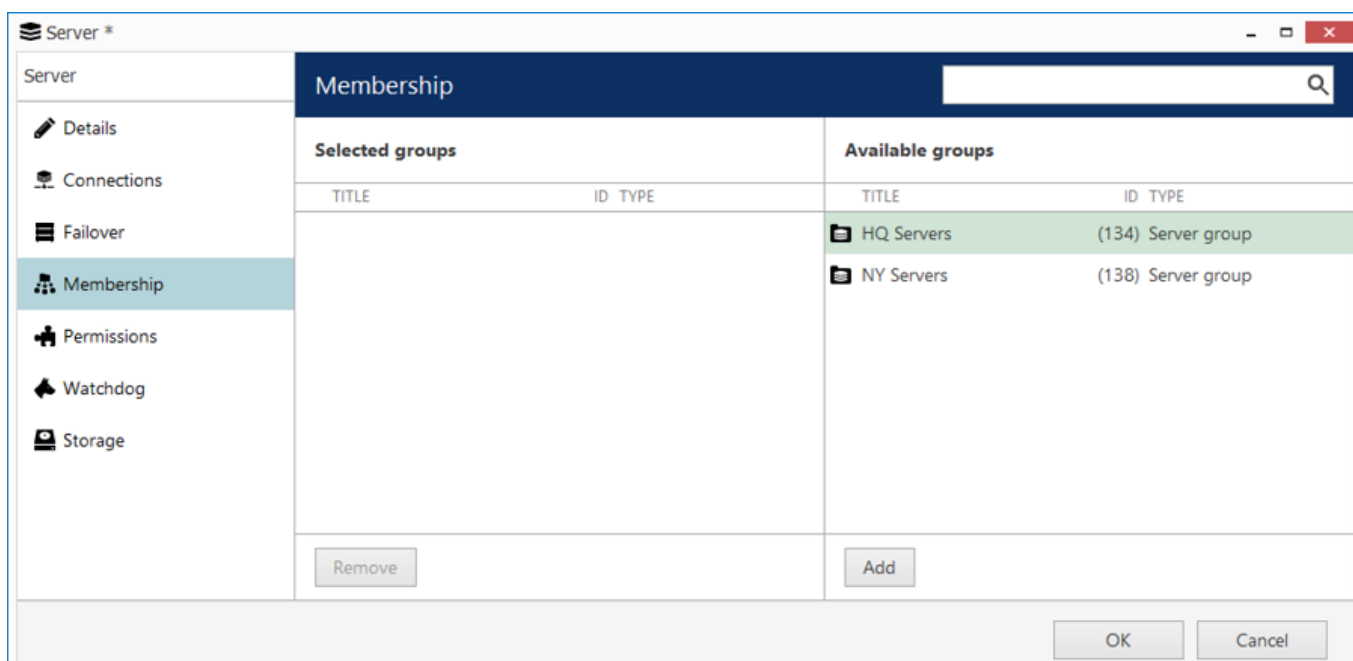 Server *
Server
Details
Connections
Failover
Membership
Permissions
Watchdog
Storage
Membership
Selected groups
TITLE ID TYPE
Remove
Available groups
TITLE ID TYPE
HQ Servers (134) Server group
NY Servers (138) Server group
Add
OK Cancel